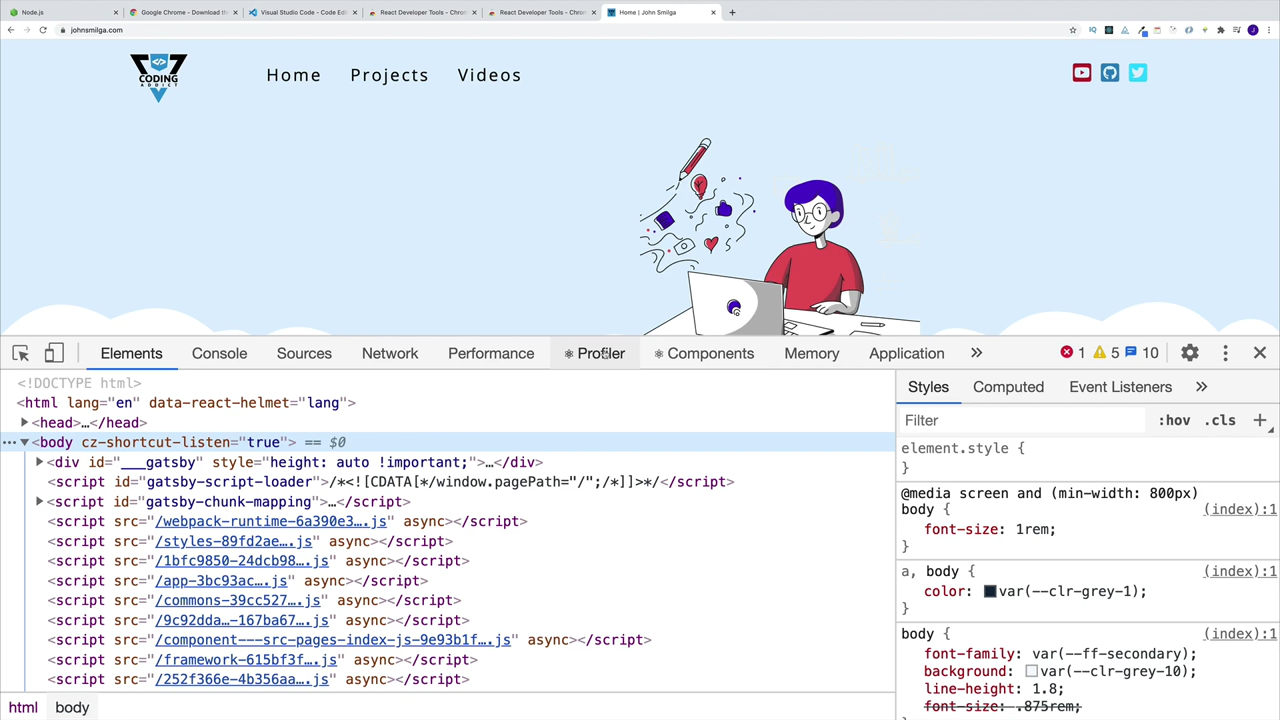 Node.js
Google Chrome - Download th
Visual Studio Code - Code Edi
React Developer Tools - Chrom
React Developer Tools - Chrom
Home | John Smilga
johnsmilga.com
CODING
ADDICT
Home Projects Videos
Elements Console Sources Network Performance Profiler Components Memory Application 1 5 10
<!DOCTYPE html>
<html lang="en" data-react-helmet="lang">
<head>…</head>
<body cz-shortcut-listen="true"> == $0
<div id="___gatsby" style="height: auto !important;">…</div>
<script id="gatsby-script-loader">/*<![CDATA[*/window.pagePath="/";/*]]>*/</script>
<script id="gatsby-chunk-mapping">…</script>
<script src="/webpack-runtime-6a390e3….js" async></script>
<script src="/styles-89fd2ae….js" async></script>
<script src="/1bfc9850-24dcb98….js" async></script>
<script src="/app-3bc93ac….js" async></script>
<script src="/commons-39cc527….js" async></script>
<script src="/9c92dda…-167ba67….js" async></script>
<script src="/component---src-pages-index-js-9e93b1f….js" async></script>
<script src="/framework-615bf3f….js" async></script>
<script src="/252f366e-4b356aa….js" async></script>
html body
Styles Computed Event Listeners
Filter :hov .cls
element.style {
}
@media screen and (min-width: 800px)
body { (index):1
font-size: 1rem;
}
a, body { (index):1
color: var(--clr-grey-1);
}
body { (index):1
font-family: var(--ff-secondary);
background: var(--clr-grey-10);
line-height: 1.8;
font-size: .875rem;